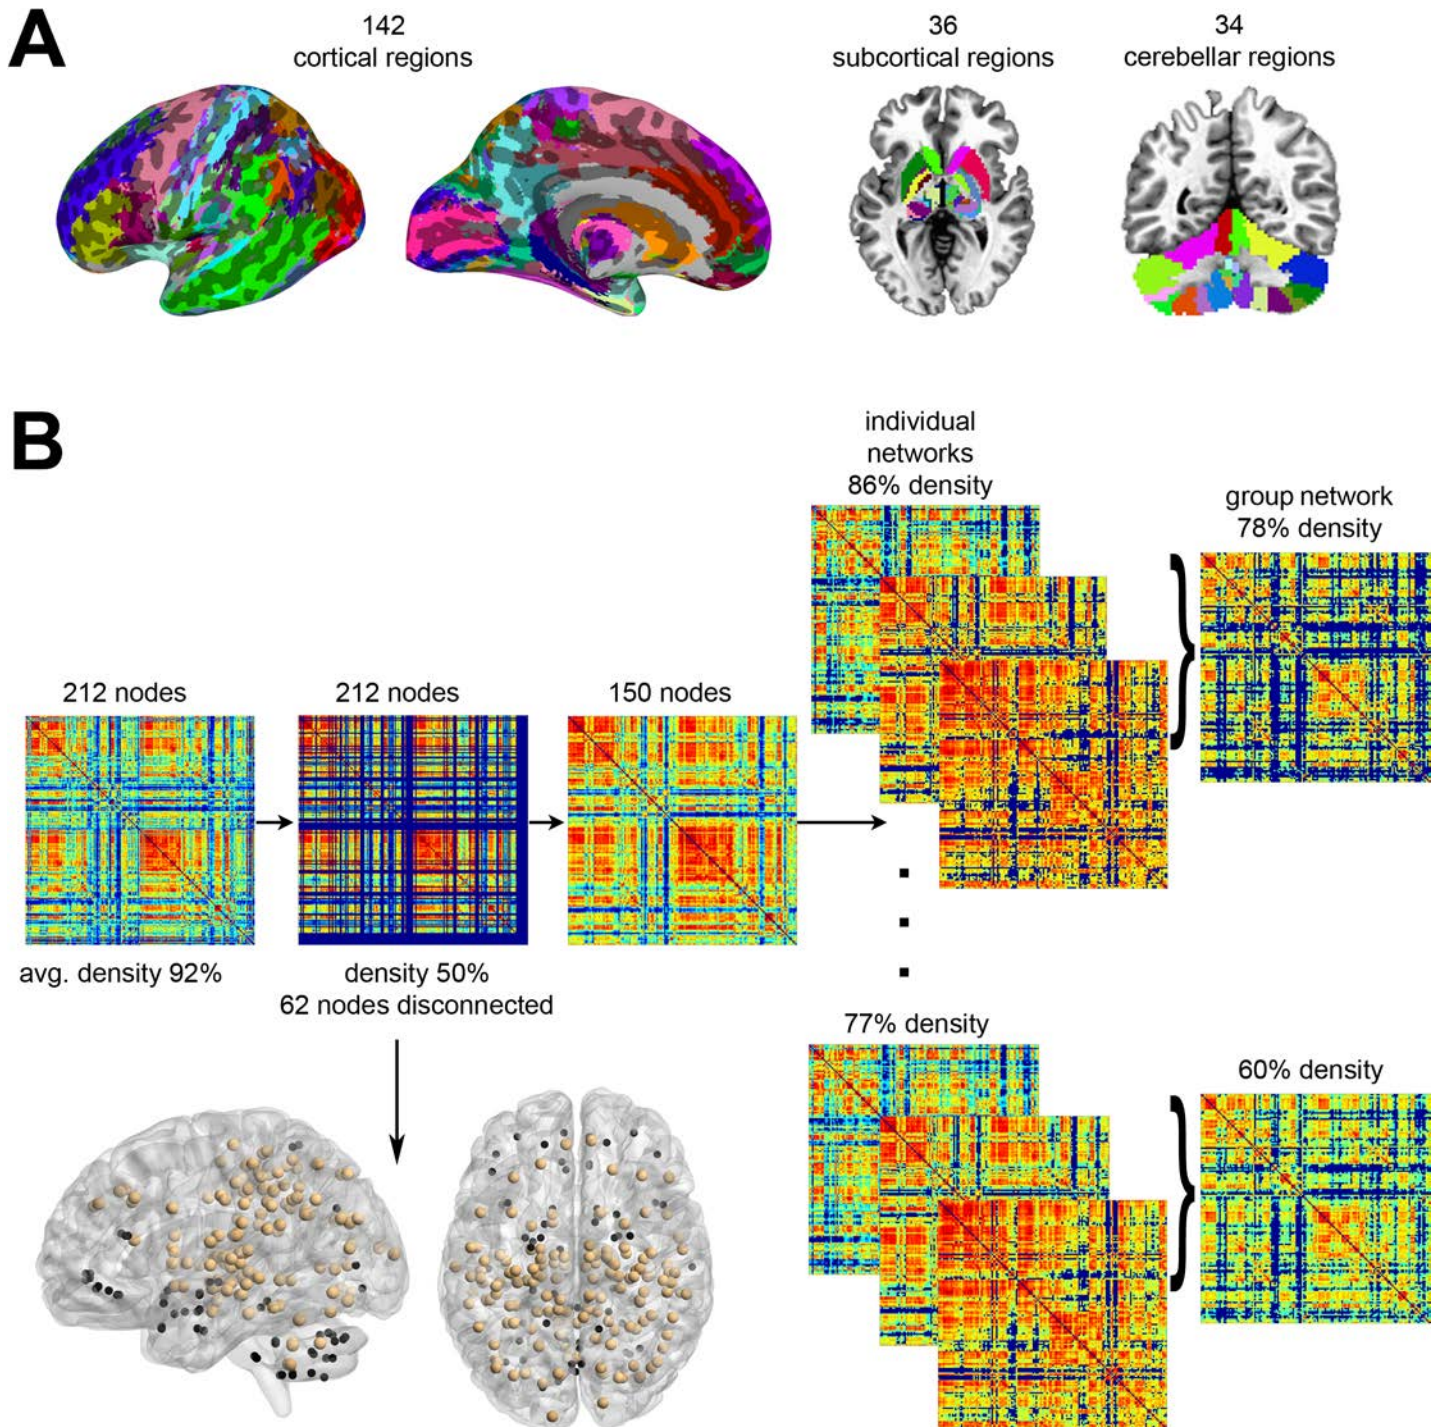 A
142
cortical regions
36
subcortical regions
34
cerebellar regions
B
individual
networks
86% density
group network
78% density
212 nodes
212 nodes
150 nodes
avg. density 92%
density 50%
62 nodes disconnected
77% density
60% density